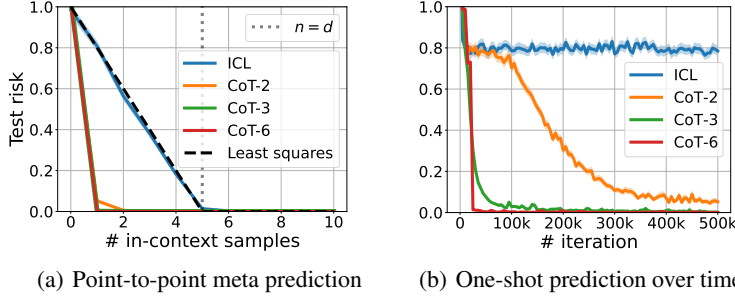 1.0
0.8
0.6
0.4
0.2
0.0
Test risk
0 2 4 6 8 10
# in-context samples
n = d
ICL
CoT-2
CoT-3
CoT-6
Least squares
(a) Point-to-point meta prediction
1.0
0.8
0.6
0.4
0.2
0.0
0 100k 200k 300k 400k 500k
# iteration
ICL
CoT-2
CoT-3
CoT-6
(b) One-shot prediction over time